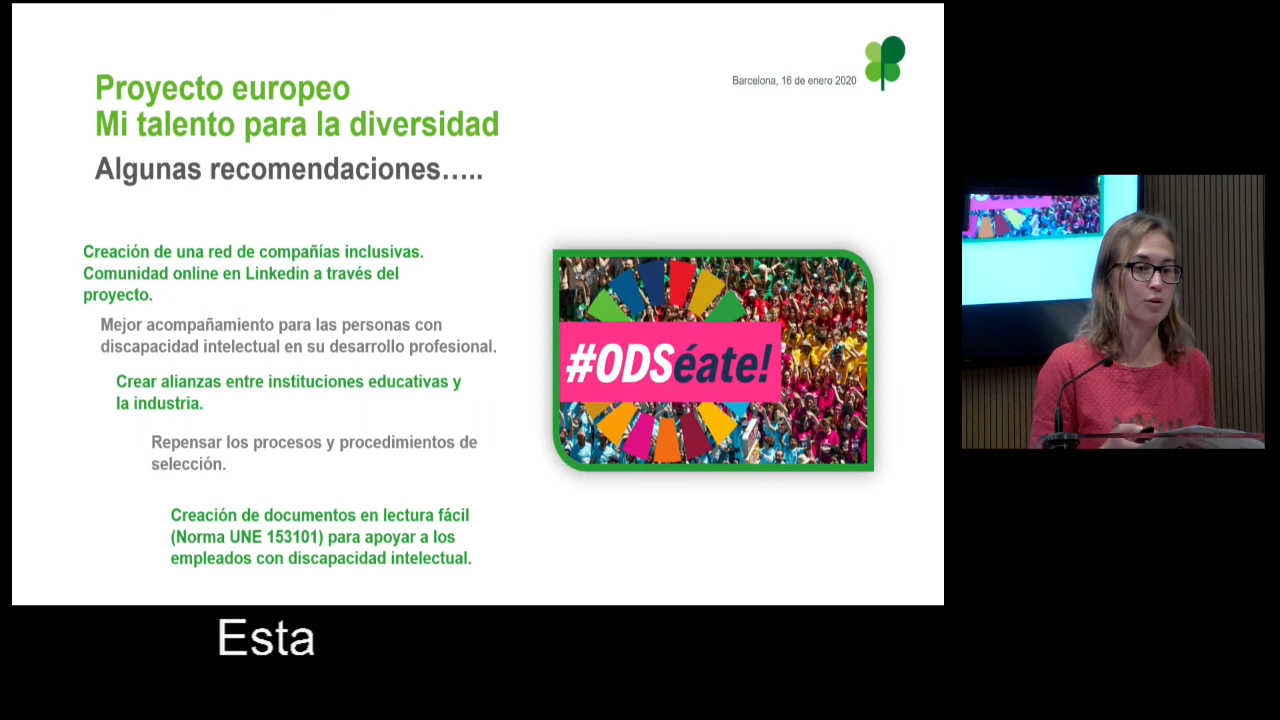 Proyecto europeo
Mi talento para la diversidad
Algunas recomendaciones.....
Barcelona, 16 de enero 2020
Creación de una red de compañías inclusivas.
Comunidad online en Linkedin a través del
proyecto.
Mejor acompañamiento para las personas con
discapacidad intelectual en su desarrollo profesional.
Crear alianzas entre instituciones educativas y
la industria.
Repensar los procesos y procedimientos de
selección.
Creación de documentos en lectura fácil
(Norma UNE 153101) para apoyar a los
empleados con discapacidad intelectual.
#ODSéate!
Esta